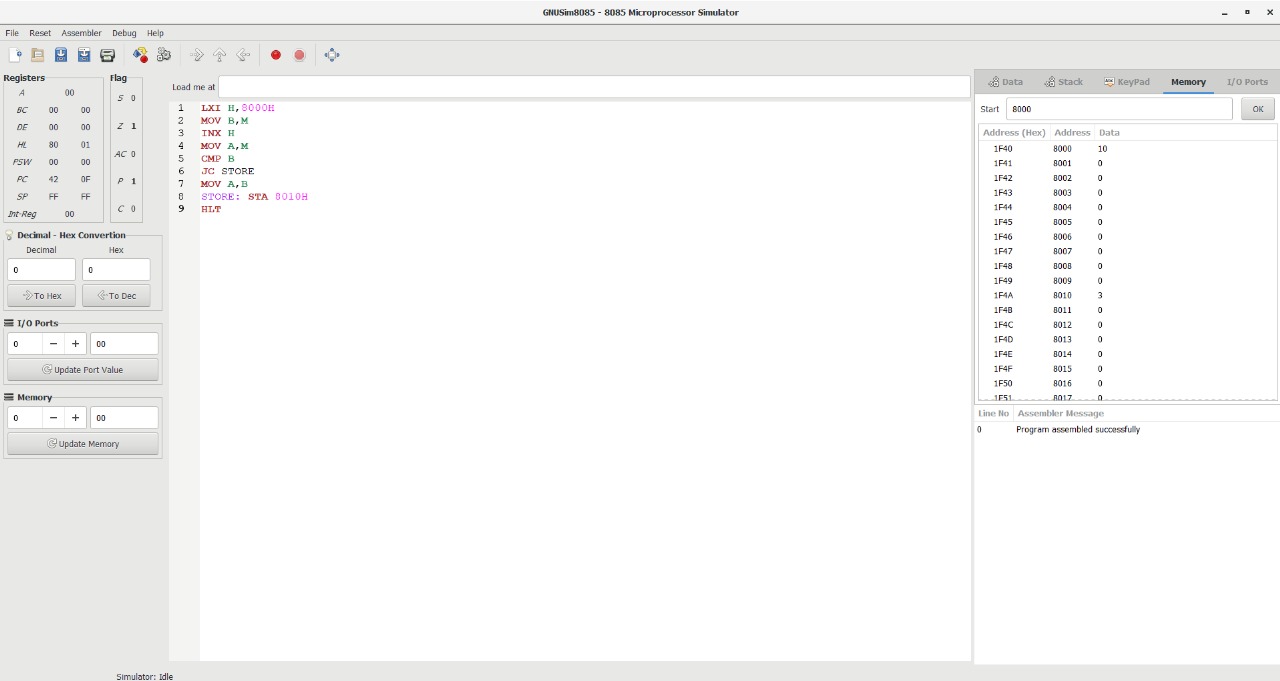 GNUSim8085 - 8085 Microprocessor Simulator
File Reset Assembler Debug Help
Registers
A 00
BC 00 00
DE 00 00
HL 80 01
PSW 00 00
PC 42 0F
SP FF FF
Int-Reg 00
Flag
S 0
Z 1
AC 0
P 1
C 0
Decimal - Hex Convertion
Decimal Hex
0 0
To Hex To Dec
I/O Ports
0 − + 00
Update Port Value
Memory
0 − + 00
Update Memory
Load me at
1 LXI H,8000H
2 MOV B,M
3 INX H
4 MOV A,M
5 CMP B
6 JC STORE
7 MOV A,B
8 STORE: STA 8010H
9 HLT
Data Stack KeyPad Memory I/O Ports
Start 8000 OK
Address (Hex) Address Data
1F40 8000 10
1F41 8001 0
1F42 8002 0
1F43 8003 0
1F44 8004 0
1F45 8005 0
1F46 8006 0
1F47 8007 0
1F48 8008 0
1F49 8009 0
1F4A 8010 3
1F4B 8011 0
1F4C 8012 0
1F4D 8013 0
1F4E 8014 0
1F4F 8015 0
1F50 8016 0
1F51 8017 0
Line No Assembler Message
0 Program assembled successfully
Simulator: Idle